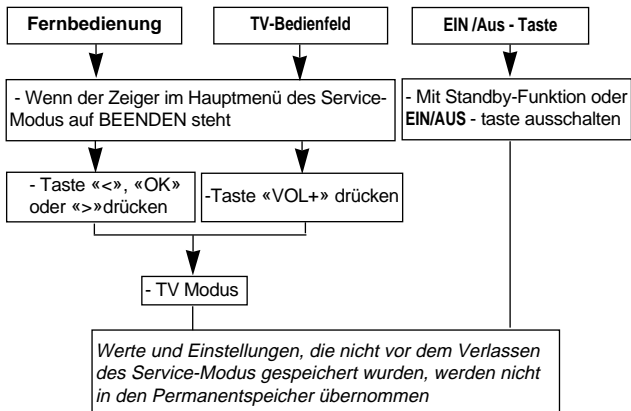 Fernbedienung
TV-Bedienfeld
EIN /Aus - Taste
- Wenn der Zeiger im Hauptmenü des Service-
Modus auf BEENDEN steht
- Mit Standby-Funktion oder
EIN/AUS - taste ausschalten
- Taste «<», «OK»
oder «>»drücken
-Taste «VOL+» drücken
- TV Modus
Werte und Einstellungen, die nicht vor dem Verlassen
des Service-Modus gespeichert wurden, werden nicht
in den Permanentspeicher übernommen